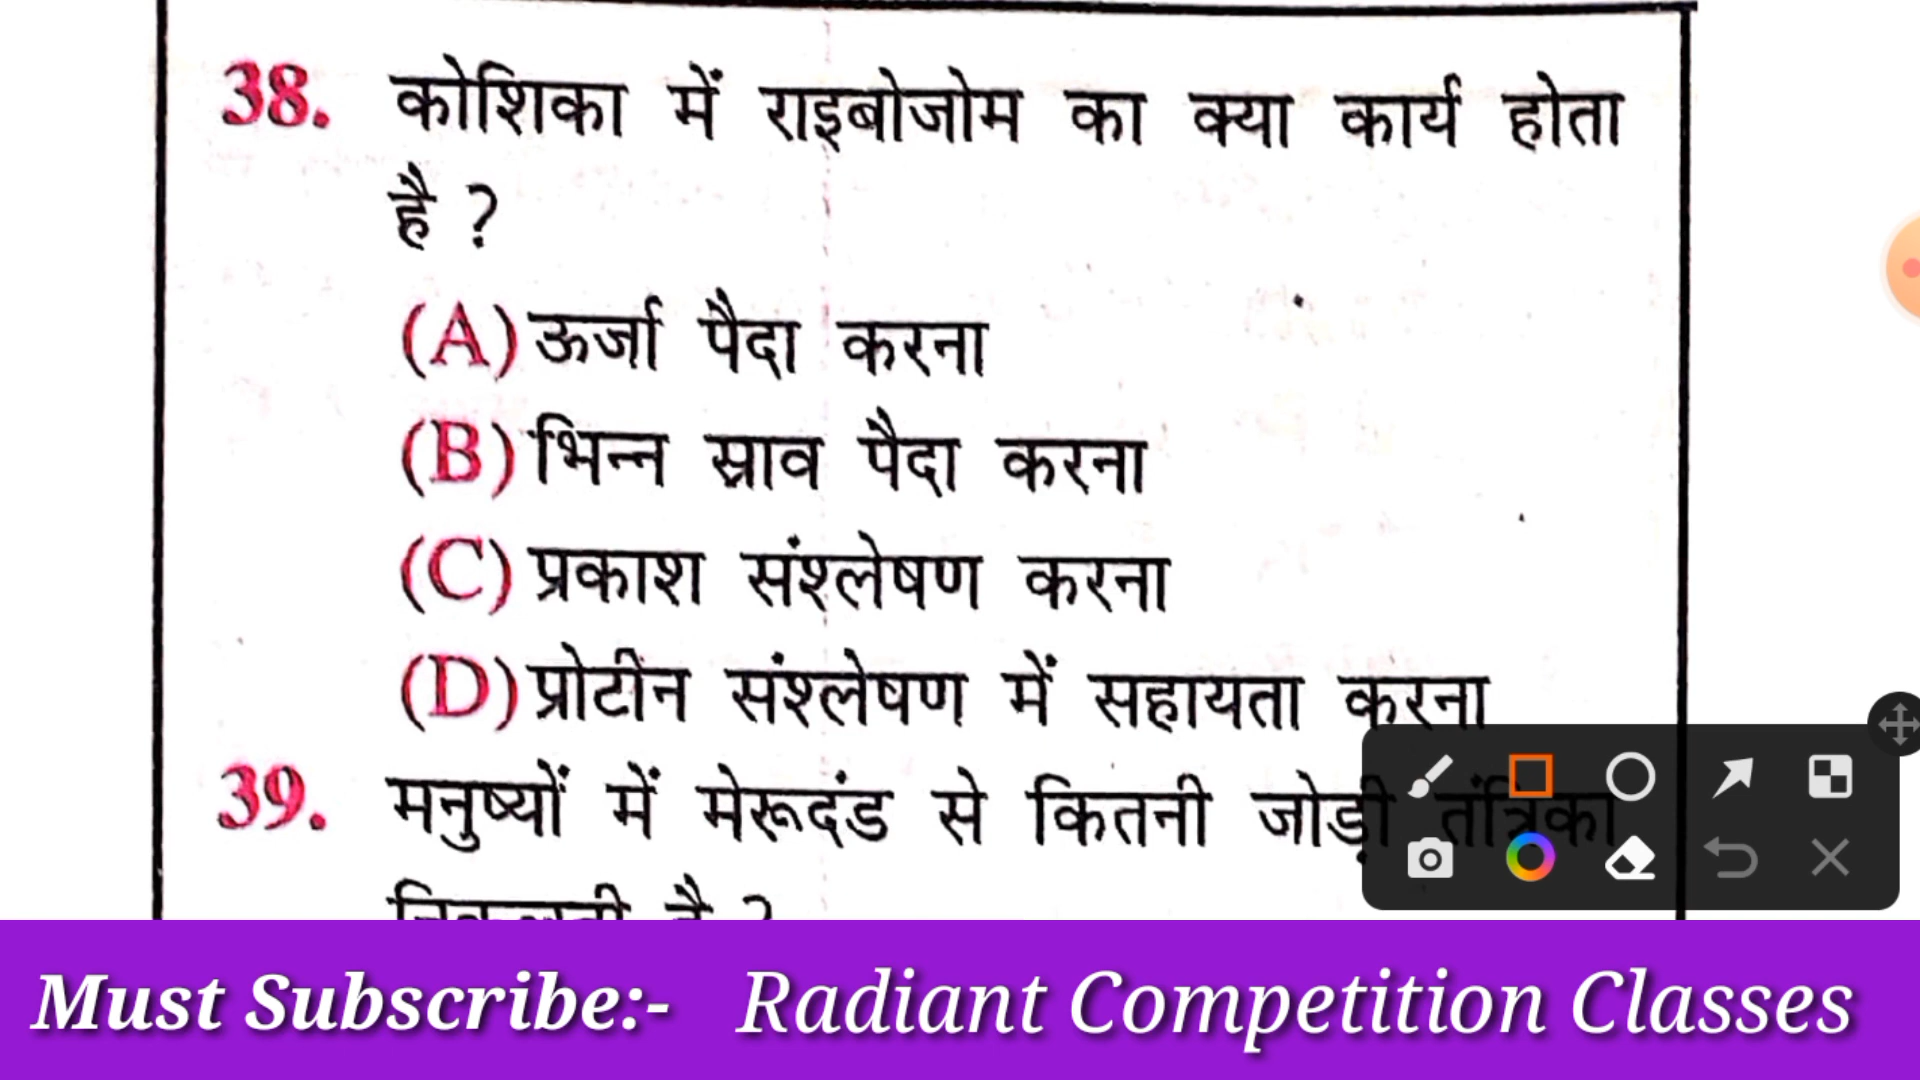 38. कोशिका में राइबोजोम का क्या कार्य होता
है ?
(A) ऊर्जा पैदा करना
(B) भिन्न स्राव पैदा करना
(C) प्रकाश संश्लेषण करना
(D) प्रोटीन संश्लेषण में सहायता करना
39. मनुष्यों में मेरूदंड से कितनी जोड़ी तंत्रिका
है ?
Must Subscribe:- Radiant Competition Classes